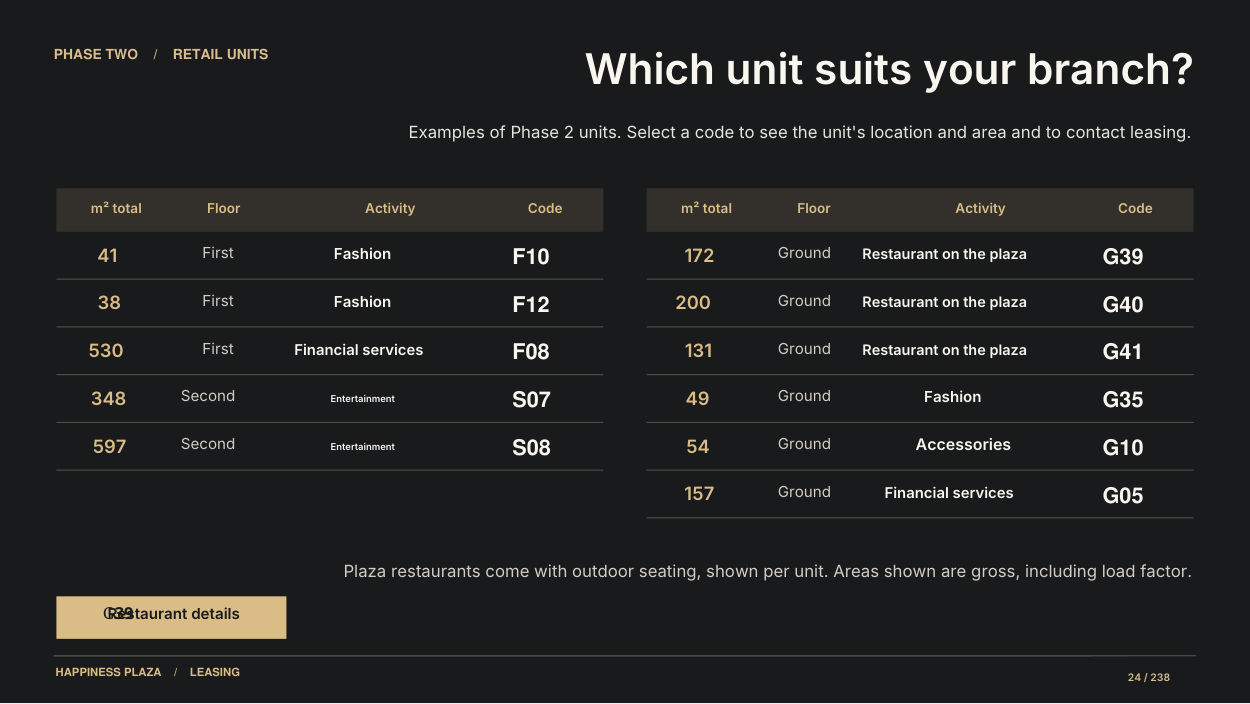 PHASE TWO / RETAIL UNITS
Which unit suits your branch?
Examples of Phase 2 units. Select a code to see the unit's location and area and to contact leasing.
m² total Floor Activity Code
41 First Fashion F10
38 First Fashion F12
530 First Financial services F08
348 Second Entertainment S07
597 Second Entertainment S08
m² total Floor Activity Code
172 Ground Restaurant on the plaza G39
200 Ground Restaurant on the plaza G40
131 Ground Restaurant on the plaza G41
49 Ground Fashion G35
54 Ground Accessories G10
157 Ground Financial services G05
Plaza restaurants come with outdoor seating, shown per unit. Areas shown are gross, including load factor.
G39 Restaurant details
HAPPINESS PLAZA / LEASING
24 / 238